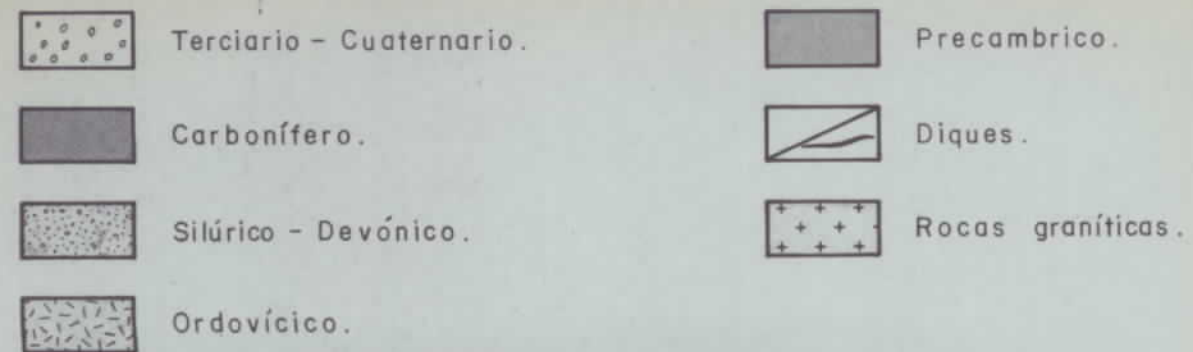 Terciario - Cuaternario.
Carbonífero.
Silúrico - Devónico.
Ordovícico.
Precambrico.
Diques.
Rocas graníticas.